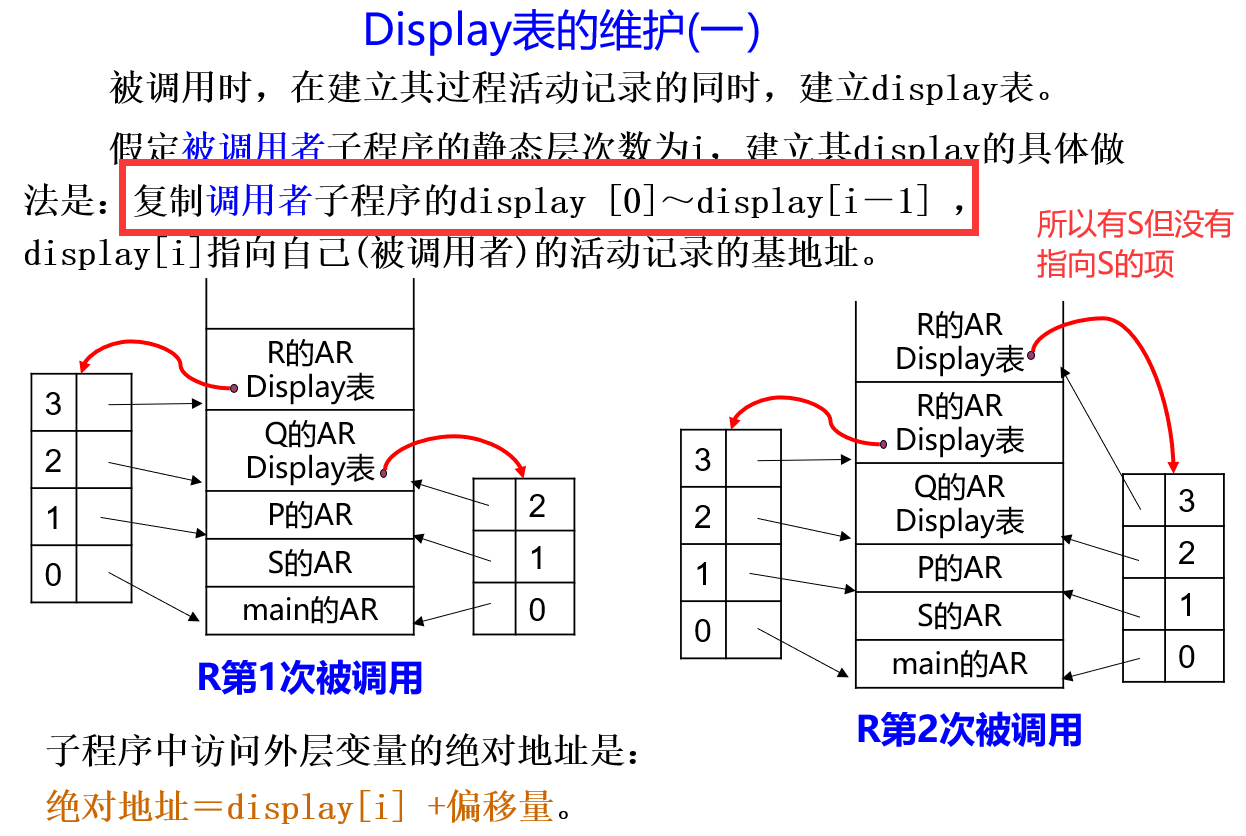 Display表的维护(一)
被调用时，在建立其过程活动记录的同时，建立display表。
假定被调用者子程序的静态层次数为i，建立其display的具体做
法是：复制调用者子程序的display [0]～display[i－1] ，
display[i]指向自己(被调用者)的活动记录的基地址。
所以有S但没有
指向S的项
R的AR
Display表
Q的AR
Display表
P的AR
S的AR
main的AR
3
2
1
0
2
1
0
R第1次被调用
R的AR
Display表
R的AR
Display表
Q的AR
Display表
P的AR
S的AR
main的AR
3
2
1
0
3
2
1
0
R第2次被调用
子程序中访问外层变量的绝对地址是：
绝对地址＝display[i] +偏移量。